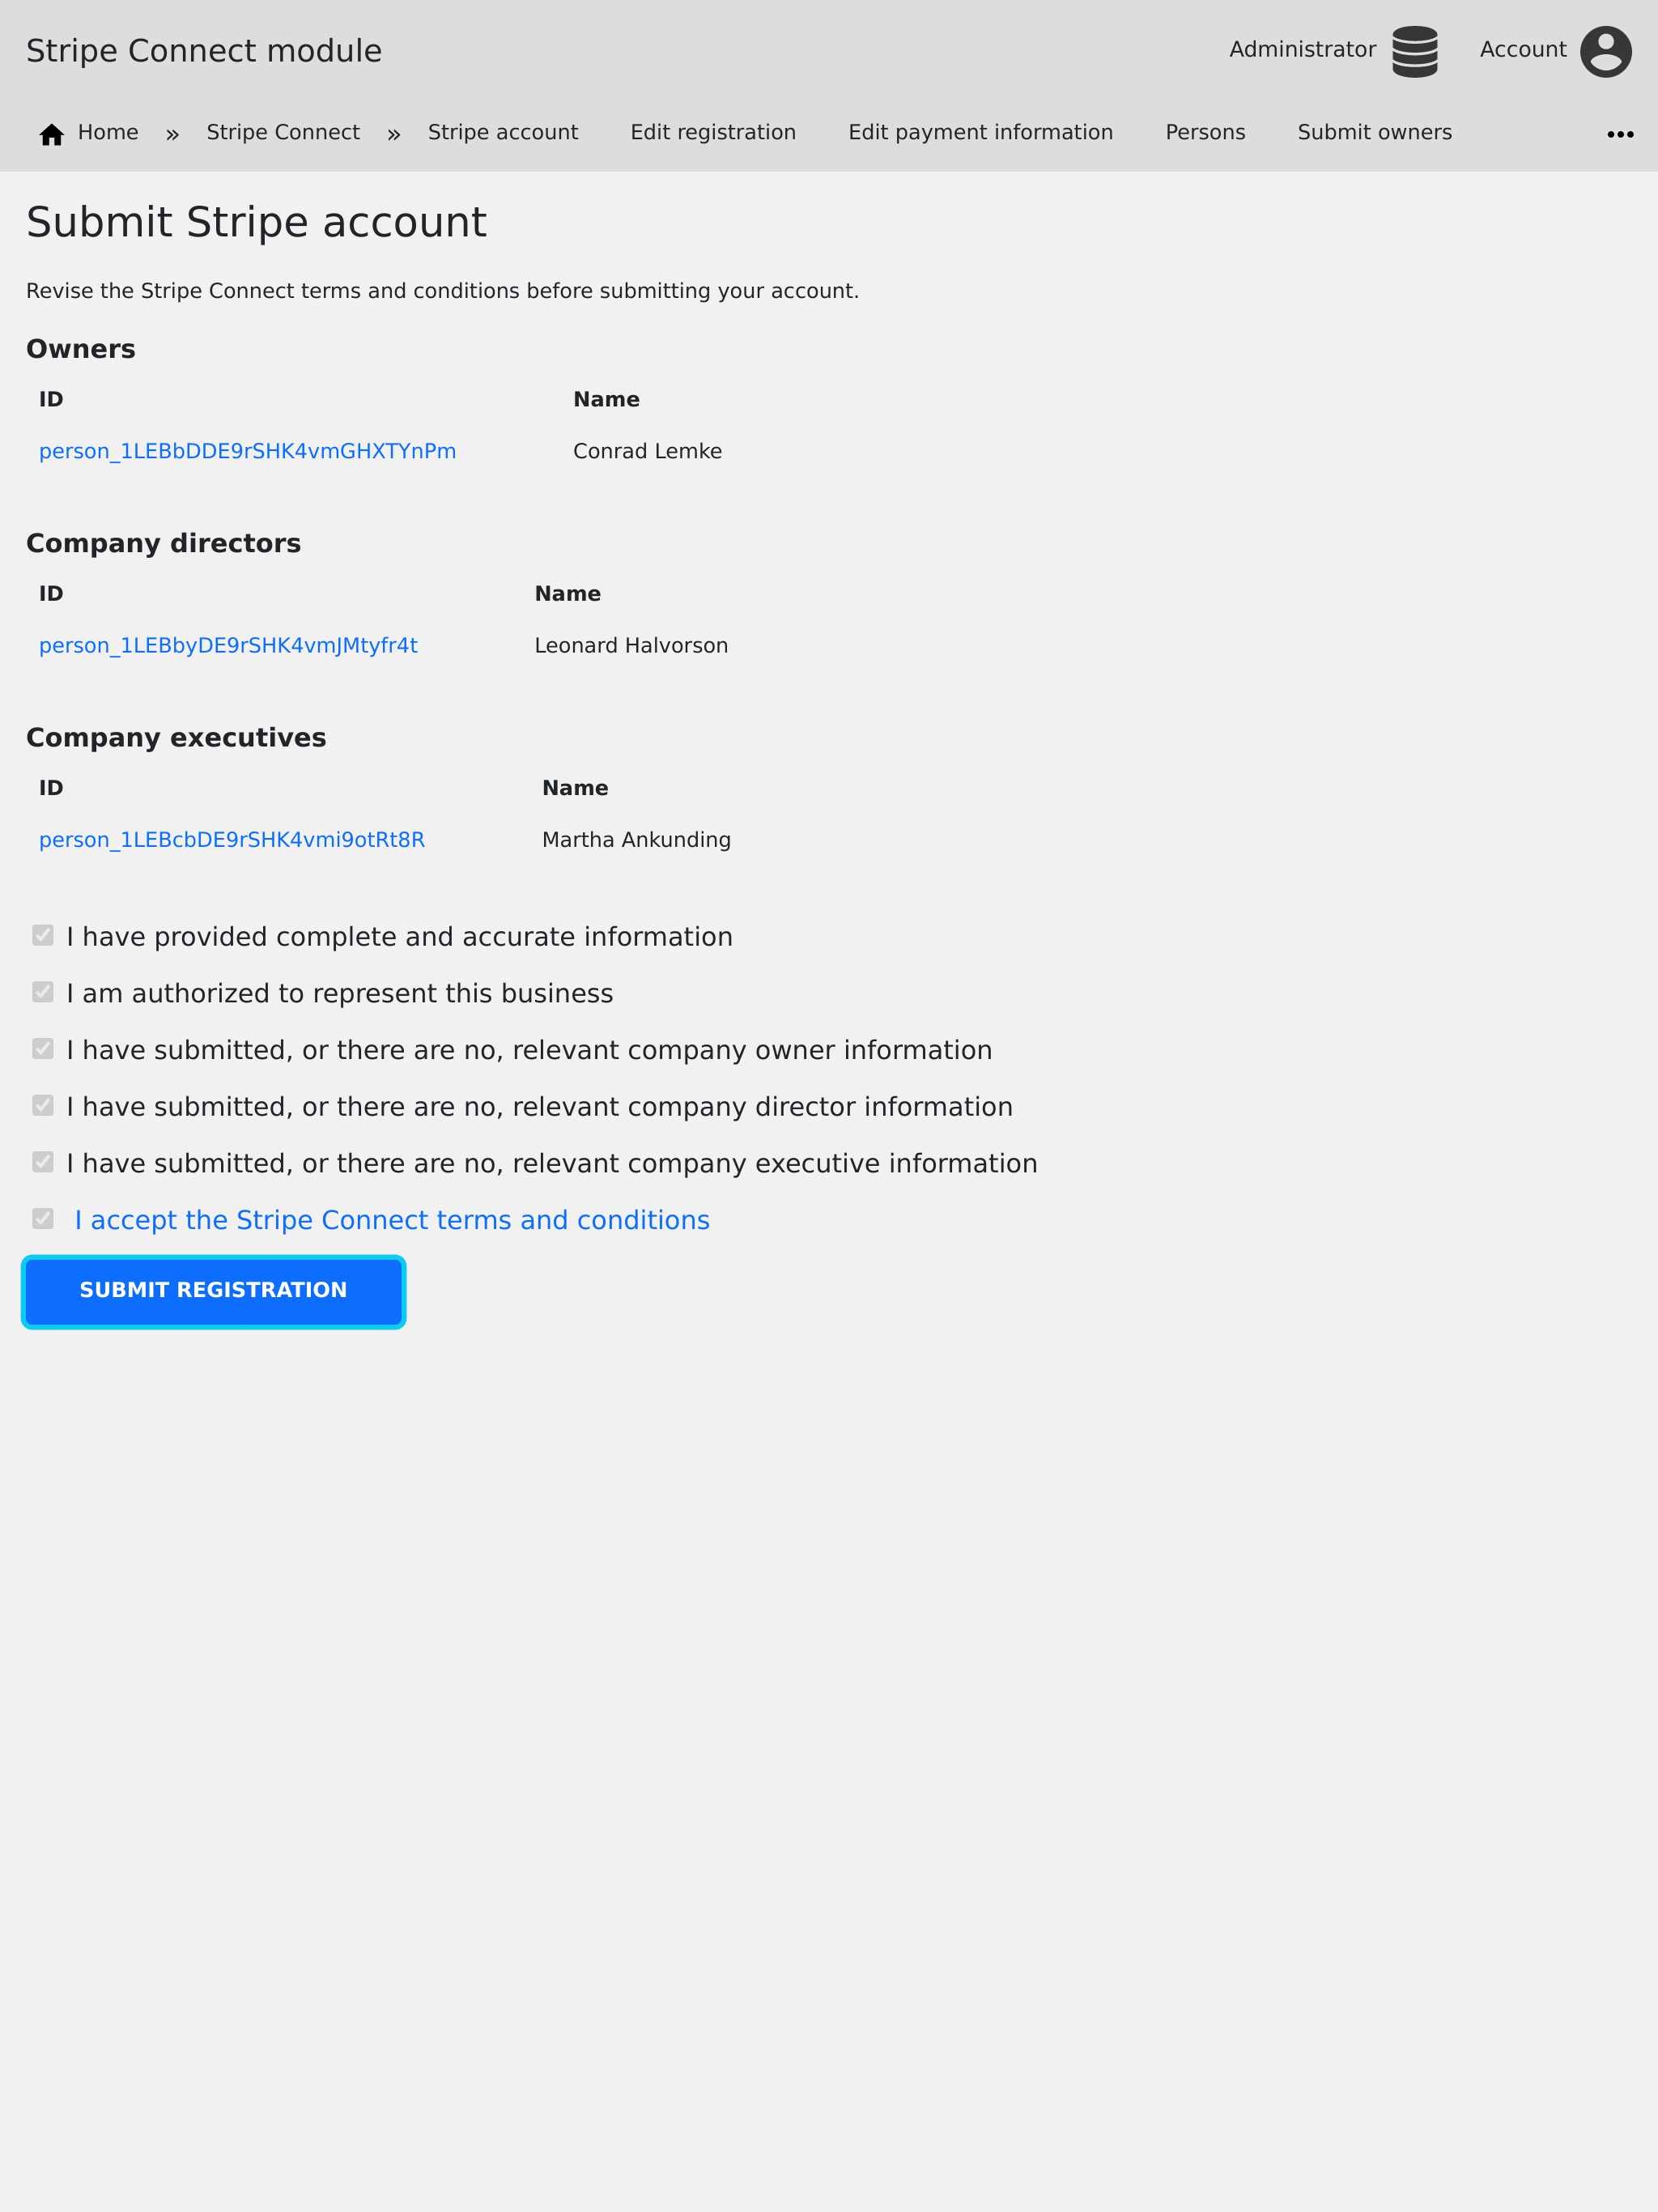 Stripe Connect module
Administrator
Account
Home » Stripe Connect » Stripe account Edit registration Edit payment information Persons Submit owners
Submit Stripe account
Revise the Stripe Connect terms and conditions before submitting your account.
Owners
ID Name
person_1LEBbDDE9rSHK4vmGHXTYnPm Conrad Lemke
Company directors
ID Name
person_1LEBbyDE9rSHK4vmJMtyfr4t Leonard Halvorson
Company executives
ID Name
person_1LEBcbDE9rSHK4vmi9otRt8R Martha Ankunding
I have provided complete and accurate information
I am authorized to represent this business
I have submitted, or there are no, relevant company owner information
I have submitted, or there are no, relevant company director information
I have submitted, or there are no, relevant company executive information
I accept the Stripe Connect terms and conditions
SUBMIT REGISTRATION